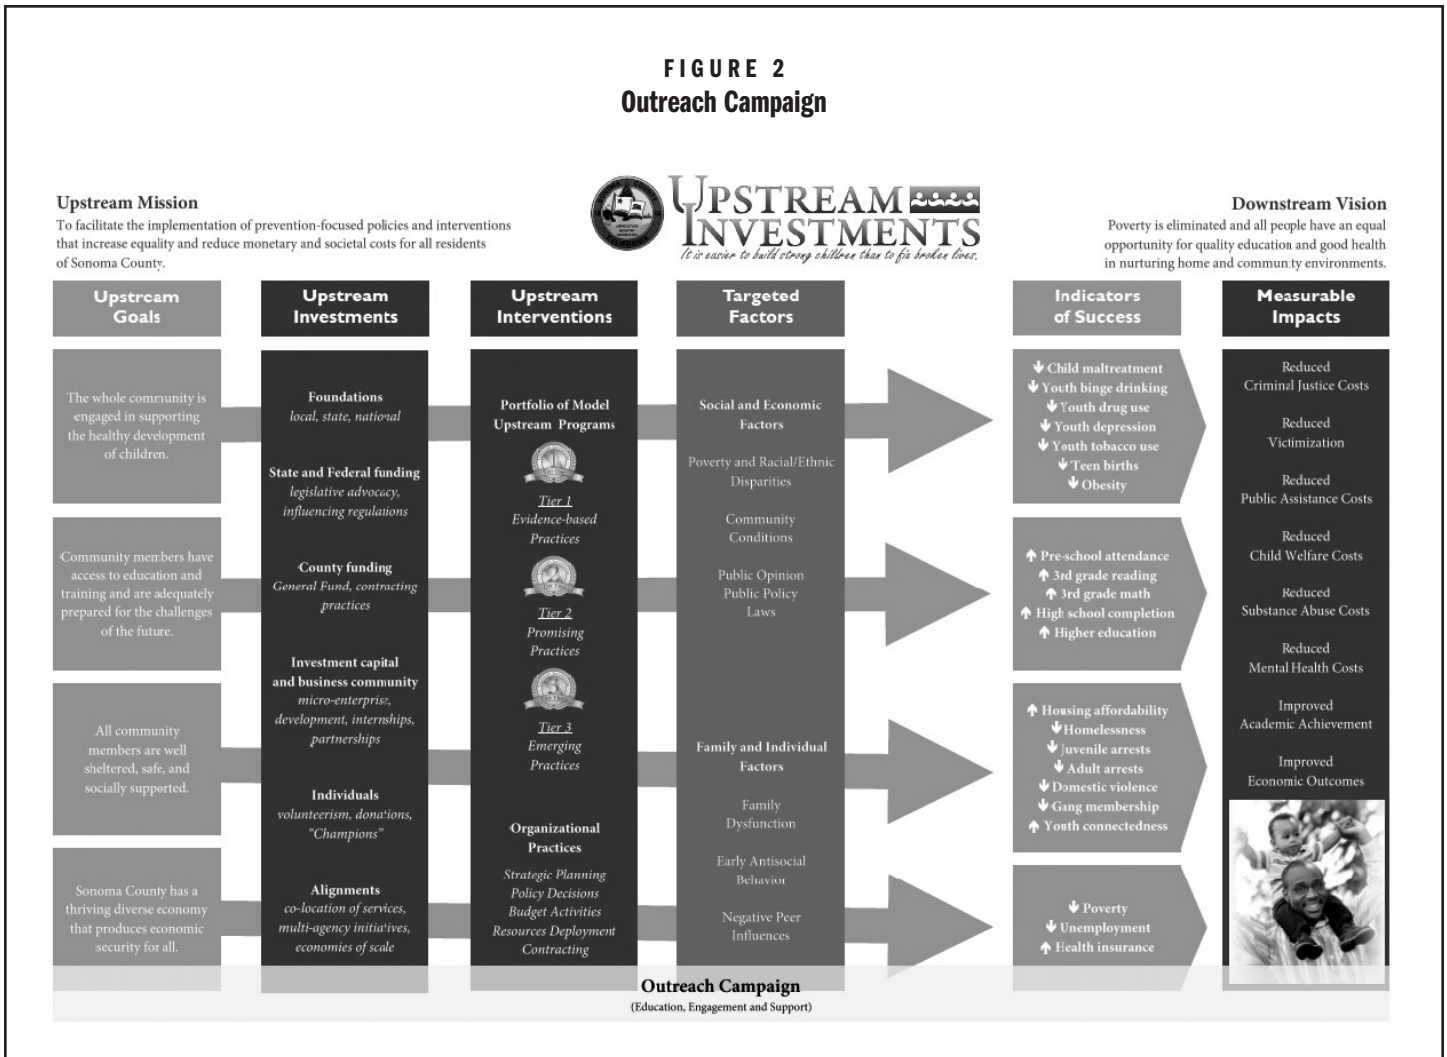 FIGURE 2
Outreach Campaign
Upstream Mission
To facilitate the implementation of prevention-focused policies and interventions
that increase equality and reduce monetary and societal costs for all residents
of Sonoma County.
UPSTREAM
INVESTMENTS
It is easier to build strong children than to fix broken lives.
Downstream Vision
Poverty is eliminated and all people have an equal
opportunity for quality education and good health
in nurturing home and community environments.
Upstream
Goals
The whole community is
engaged in supporting
the healthy development
of children.
Community members have
access to education and
training and are adequately
prepared for the challenges
of the future.
All community
members are well
sheltered, safe, and
socially supported.
Sonoma County has a
thriving diverse economy
that produces economic
security for all.
Upstream
Investments
Foundations
local, state, national
State and Federal funding
legislative advocacy,
influencing regulations
County funding
General Fund, contracting
practices
Investment capital
and business community
micro-enterprise,
development, internships,
partnerships
Individuals
volunteerism, donations,
"Champions"
Alignments
co-location of services,
multi-agency initiatives,
economies of scale
Upstream
Interventions
Portfolio of Model
Upstream Programs
1
Tier 1
Evidence-based
Practices
2
Tier 2
Promising
Practices
3
Tier 3
Emerging
Practices
Organizational
Practices
Strategic Planning
Policy Decisions
Budget Activities
Resources Deployment
Contracting
Targeted
Factors
Social and Economic
Factors
Poverty and Racial/Ethnic
Disparities
Community
Conditions
Public Opinion
Public Policy
Laws
Family and Individual
Factors
Family
Dysfunction
Early Antisocial
Behavior
Negative Peer
Influences
Indicators
of Success
Child maltreatment
Youth binge drinking
Youth drug use
Youth depression
Youth tobacco use
Teen births
Obesity
Pre-school attendance
3rd grade reading
3rd grade math
High school completion
Higher education
Housing affordability
Homelessness
Juvenile arrests
Adult arrests
Domestic violence
Gang membership
Youth connectedness
Poverty
Unemployment
Health insurance
Measurable
Impacts
Reduced
Criminal Justice Costs
Reduced
Victimization
Reduced
Public Assistance Costs
Reduced
Child Welfare Costs
Reduced
Substance Abuse Costs
Reduced
Mental Health Costs
Improved
Academic Achievement
Improved
Economic Outcomes
Outreach Campaign
(Education, Engagement and Support)